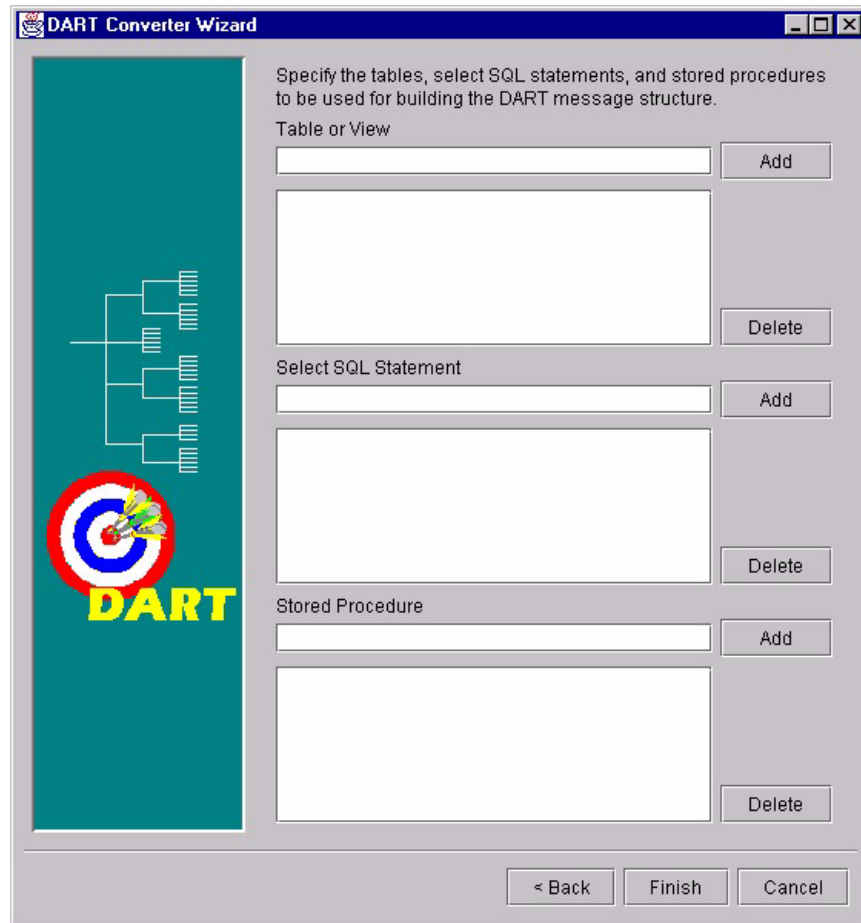 DART Converter Wizard
Specify the tables, select SQL statements, and stored procedures
to be used for building the DART message structure.
Table or View
Add
Delete
Select SQL Statement
Add
Delete
DART
Stored Procedure
Add
Delete
< Back
Finish
Cancel